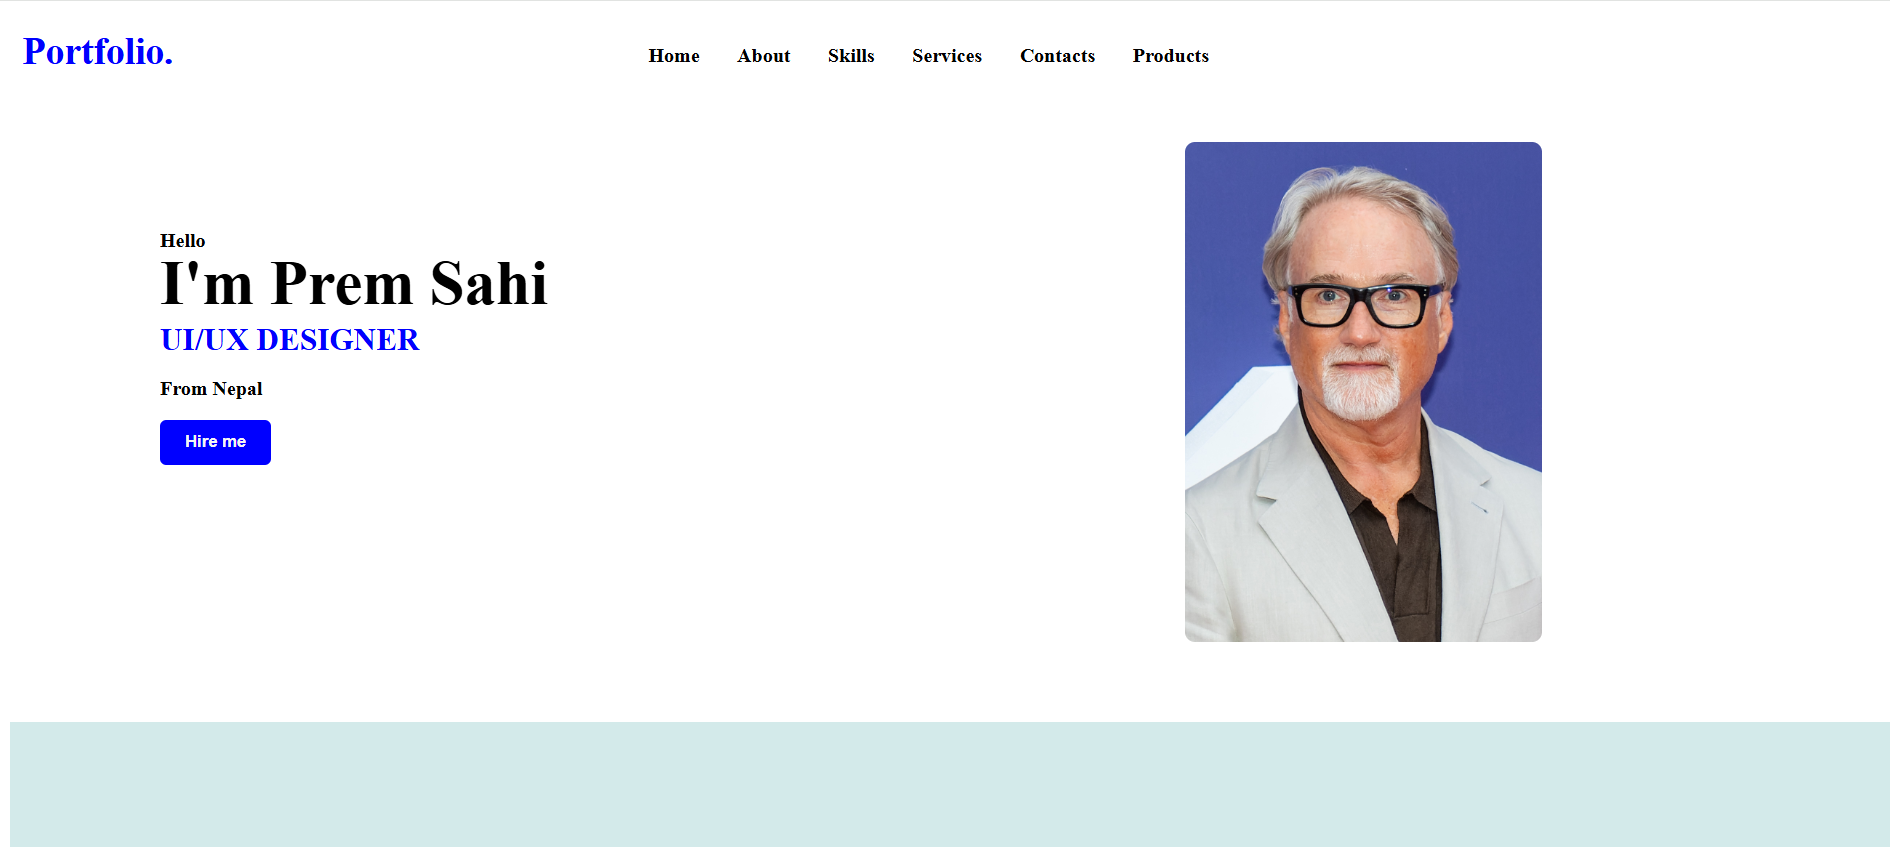 Portfolio.
Home About Skills Services Contacts Products
Hello
I'm Prem Sahi
UI/UX DESIGNER
From Nepal
Hire me